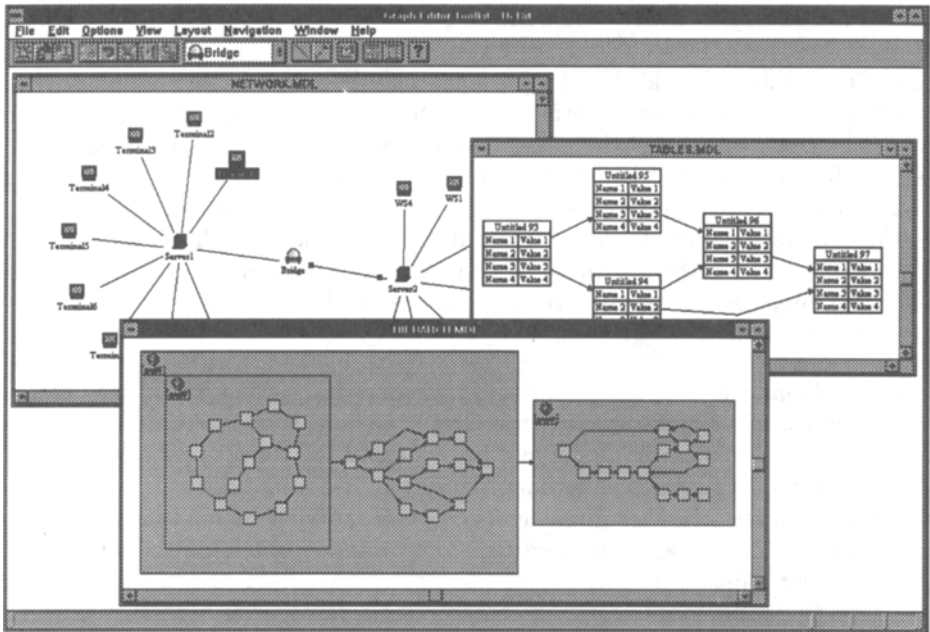 Graph Editor Toolkit
File Edit Options View Layout Navigation Window Help
Bridge
?
NETWORK.MDL
Terminal2
Terminal3
Terminal4
Terminal5
Terminal6
Server1
Bridge
WS4
WS1
Server2
TABLES.MDL
Untitled 95
Name 1 Value 1
Name 2 Value 2
Name 3 Value 3
Name 4 Value 4
Untitled 93
Name 1 Value 1
Name 2 Value 2
Name 3 Value 3
Name 4 Value 4
Untitled 96
Name 1 Value 1
Name 2 Value 2
Name 3 Value 3
Name 4 Value 4
Untitled 97
Name 1 Value 1
Name 2 Value 2
Name 3 Value 3
Name 4 Value 4
Untitled 94
Name 1 Value 1
Name 2 Value 2